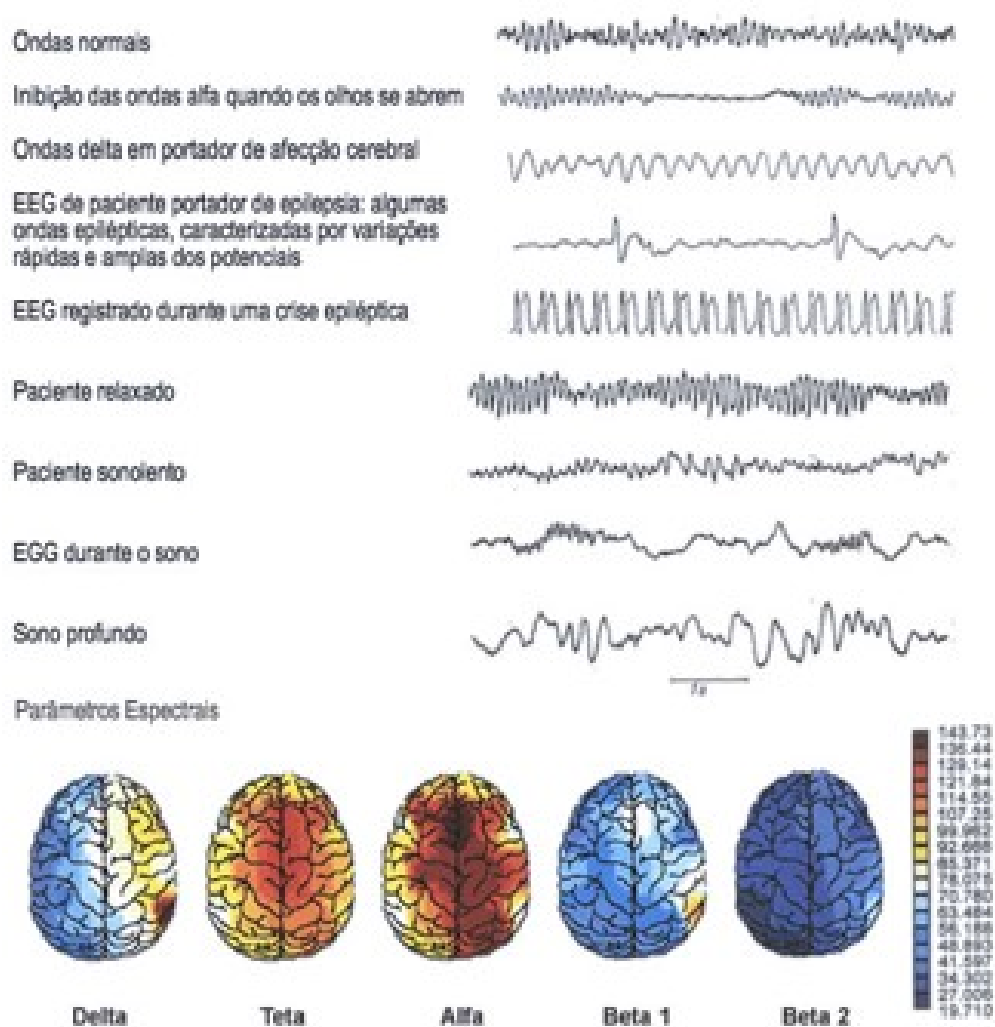 Ondas normais
Inibição das ondas alfa quando os olhos se abrem
Ondas delta em portador de afecção cerebral
EEG de paciente portador de epilepsia: algumas
ondas epilépticas, caracterizadas por variações
rápidas e amplas dos potenciais
EEG registrado durante uma crise epiléptica
Paciente relaxado
Paciente sonolento
EGG durante o sono
Sono profundo
Parâmetros Espectrais
143.73
136.44
129.14
121.84
114.55
107.25
99.962
92.666
85.371
78.076
70.780
63.484
56.188
48.893
41.597
34.302
27.006
19.710
Delta Teta Alfa Beta 1 Beta 2